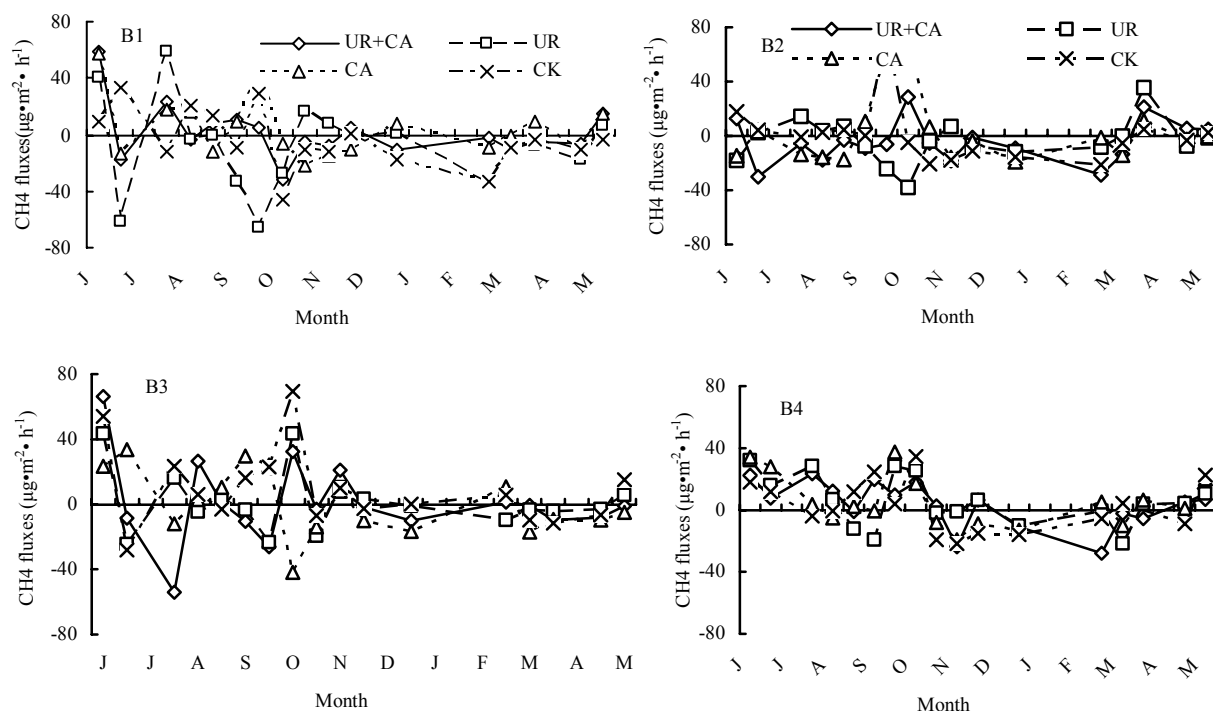 CH4 fluxes(μg•m⁻²• h⁻¹)
80
40
0
-40
-80
B1
UR+CA
UR
CA
CK
J J A S O N D J F M A M
Month
CH4 fluxes (μg•m⁻²• h⁻¹)
80
40
0
-40
-80
B2
UR+CA
UR
CA
CK
J J A S O N D J F M A M
Month
CH4 fluxes (μg•m⁻²• h⁻¹)
80
40
0
-40
-80
B3
J J A S O N D J F M A M
Month
CH4 fluxes (μg•m⁻²• h⁻¹)
80
40
0
-40
-80
B4
J J A S O N D J F M A M
Month